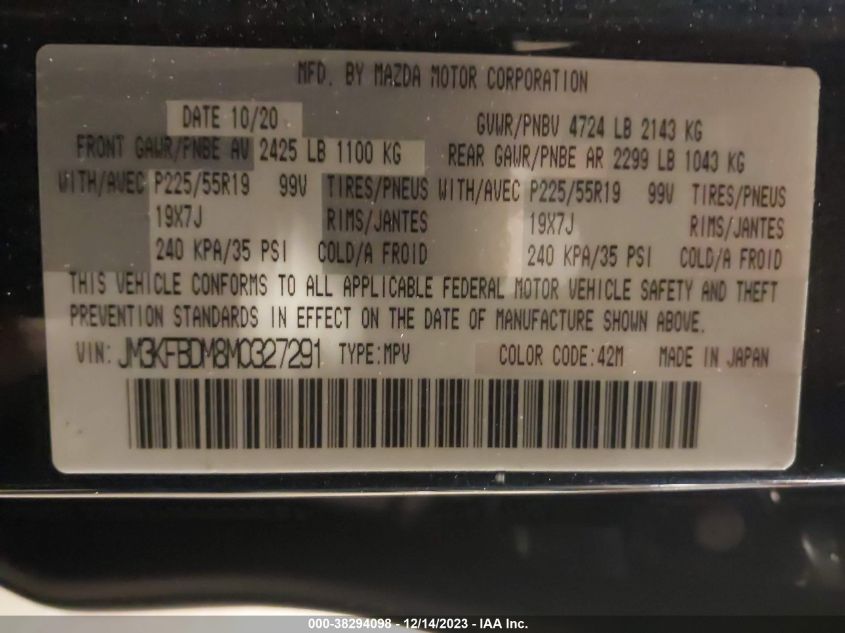 MFD. BY MAZDA MOTOR CORPORATION
DATE 10/20 GVWR/PNBV 4724 LB 2143 KG
FRONT GAWR/PNBE AV 2425 LB 1100 KG REAR GAWR/PNBE AR 2299 LB 1043 KG
WITH/AVEC P225/55R19 99V TIRES/PNEUS WITH/AVEC P225/55R19 99V TIRES/PNEUS
19X7J RIMS/JANTES 19X7J RIMS/JANTES
240 KPA/35 PSI COLD/A FROID 240 KPA/35 PSI COLD/A FROID
THIS VEHICLE CONFORMS TO ALL APPLICABLE FEDERAL MOTOR VEHICLE SAFETY AND THEFT
PREVENTION STANDARDS IN EFFECT ON THE DATE OF MANUFACTURE SHOWN ABOVE.
VIN: JM3KFBDM8M0327291 TYPE:MPV COLOR CODE:42M MADE IN JAPAN
000-38294098 - 12/14/2023 - IAA Inc.